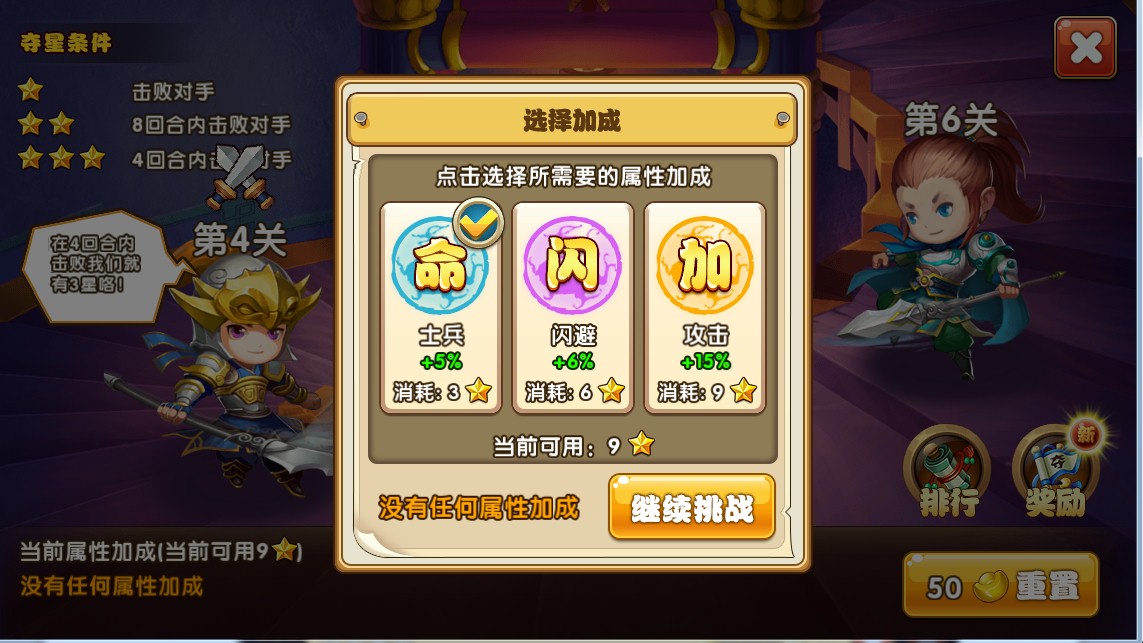 夺星条件
击败对手
8回合内击败对手
4回合内击 对手
第4关
在4回合内
击败我们就
有3星咯!
选择加成
点击选择所需要的属性加成
命
士兵
+5%
消耗: 3
闪
闪避
+6%
消耗: 6
加
攻击
+15%
消耗: 9
当前可用: 9
没有任何属性加成
继续挑战
第6关
排行
新
夺
奖励
当前属性加成(当前可用9)
没有任何属性加成
50 重置